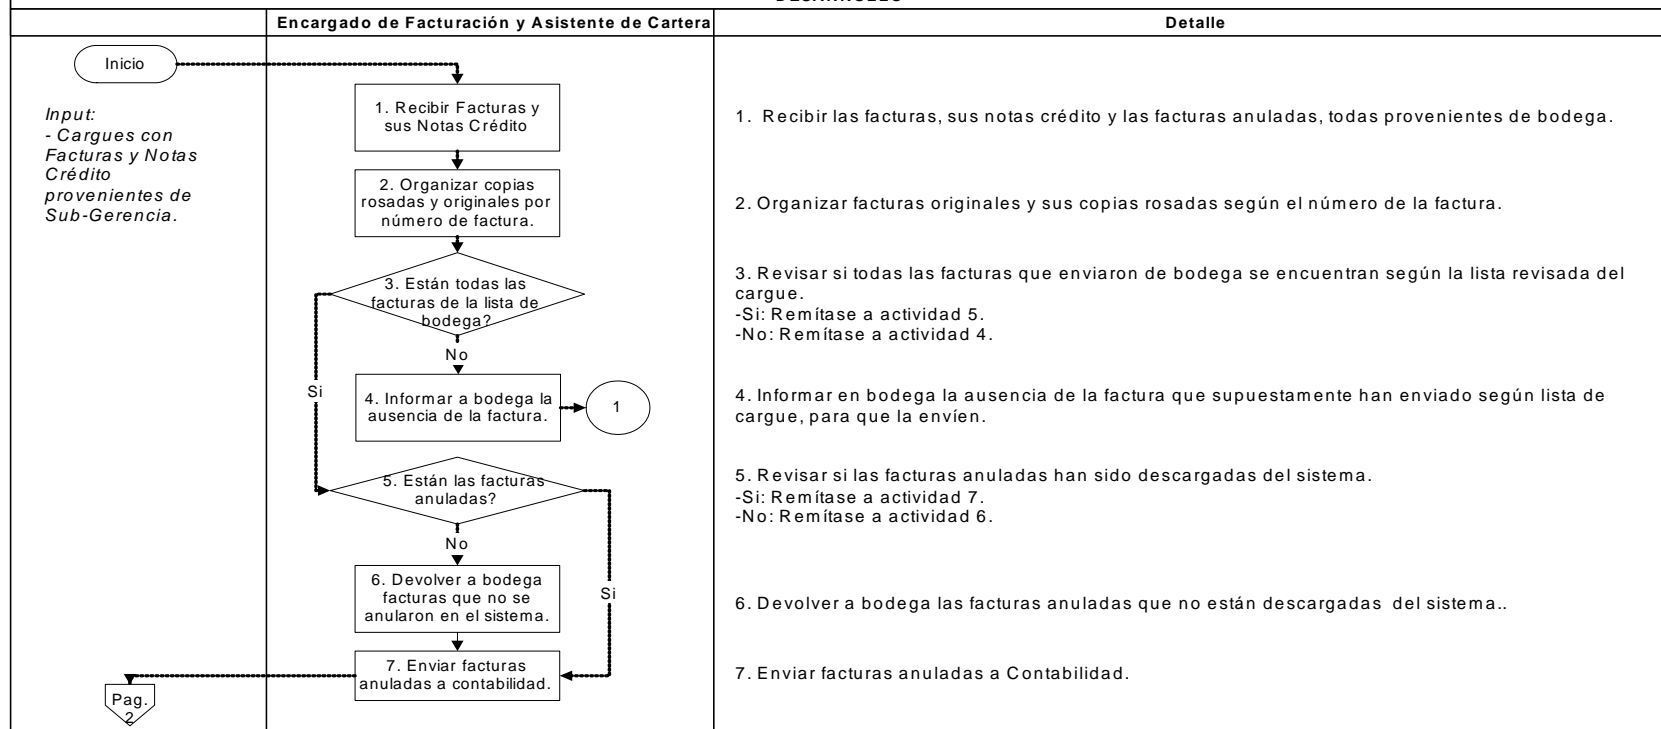 Encargado de Facturación y Asistente de Cartera
Detalle
Inicio
Input:
- Cargues con
Facturas y Notas
Crédito
provenientes de
Sub-Gerencia.
1. Recibir Facturas y
sus Notas Crédito
1. Recibir las facturas, sus notas crédito y las facturas anuladas, todas provenientes de bodega.
2. Organizar copias
rosadas y originales por
número de factura.
2. Organizar facturas originales y sus copias rosadas según el número de la factura.
3. Están todas las
facturas de la lista de
bodega?
3. Revisar si todas las facturas que enviaron de bodega se encuentran según la lista revisada del
cargue.
-Si: Remítase a actividad 5.
-No: Remítase a actividad 4.
No
Si
4. Informar a bodega la
ausencia de la factura.
1
4. Informar en bodega la ausencia de la factura que supuestamente han enviado según lista de
cargue, para que la envíen.
5. Están las facturas
anuladas?
5. Revisar si las facturas anuladas han sido descargadas del sistema.
-Si: Remítase a actividad 7.
-No: Remítase a actividad 6.
No
Si
6. Devolver a bodega
facturas que no se
anularon en el sistema.
6. Devolver a bodega las facturas anuladas que no están descargadas del sistema..
7. Enviar facturas
anuladas a contabilidad.
7. Enviar facturas anuladas a Contabilidad.
Pag.
2